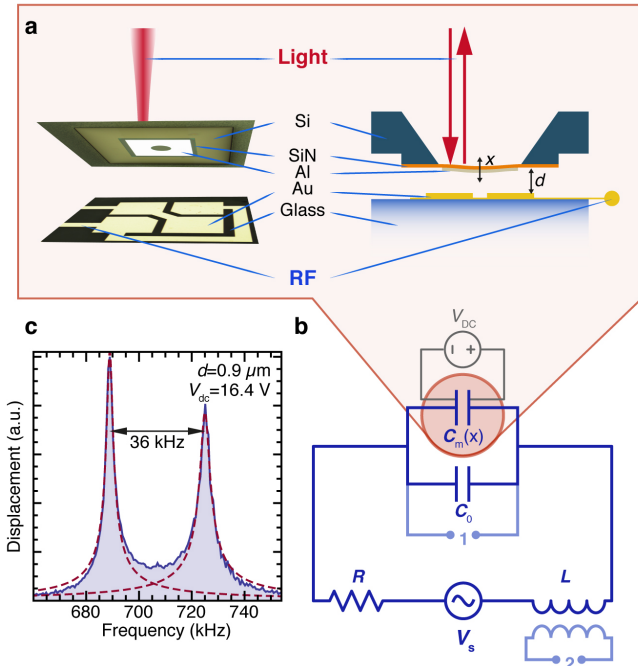 a
Light
Si
SiN
Al
Au
Glass
RF
x
d
c
d=0.9 µm
V_dc=16.4 V
36 kHz
Displacement (a.u.)
680 700 720 740
Frequency (kHz)
b
V_DC
C_m(x)
C_0
1
R
V_s
L
2